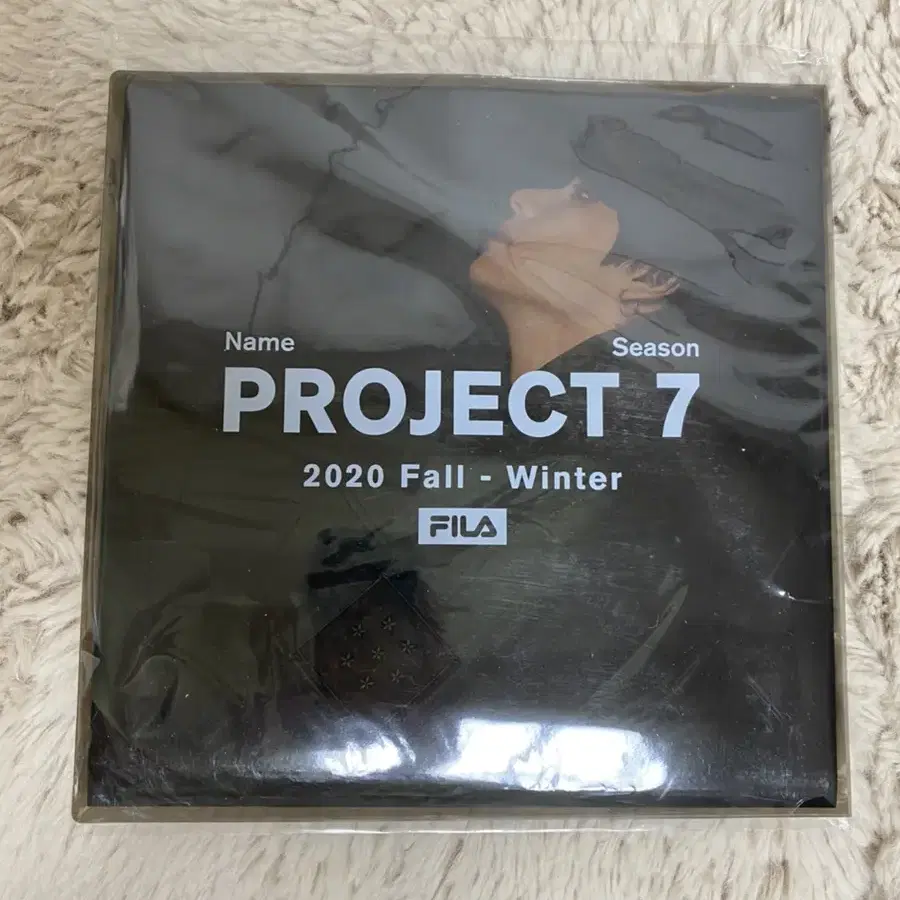 Name
Season
PROJECT 7
2020 Fall - Winter
FILA